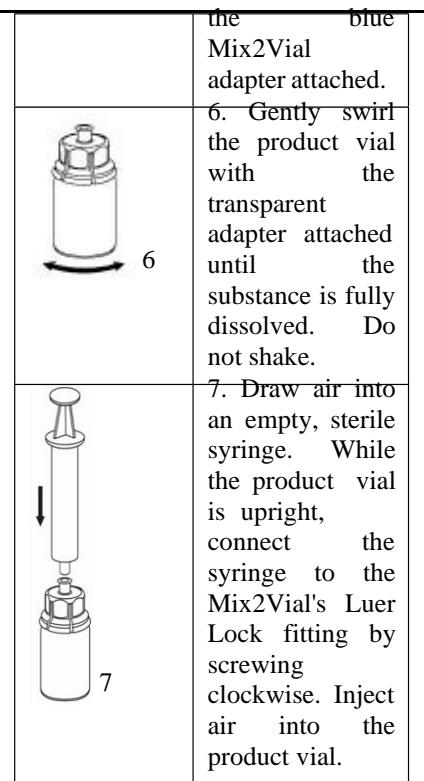 the blue
Mix2Vial
adapter attached.
6
6. Gently swirl
the product vial
with the
transparent
adapter attached
until the
substance is fully
dissolved. Do
not shake.
7
7. Draw air into
an empty, sterile
syringe. While
the product vial
is upright,
connect the
syringe to the
Mix2Vial's Luer
Lock fitting by
screwing
clockwise. Inject
air into the
product vial.